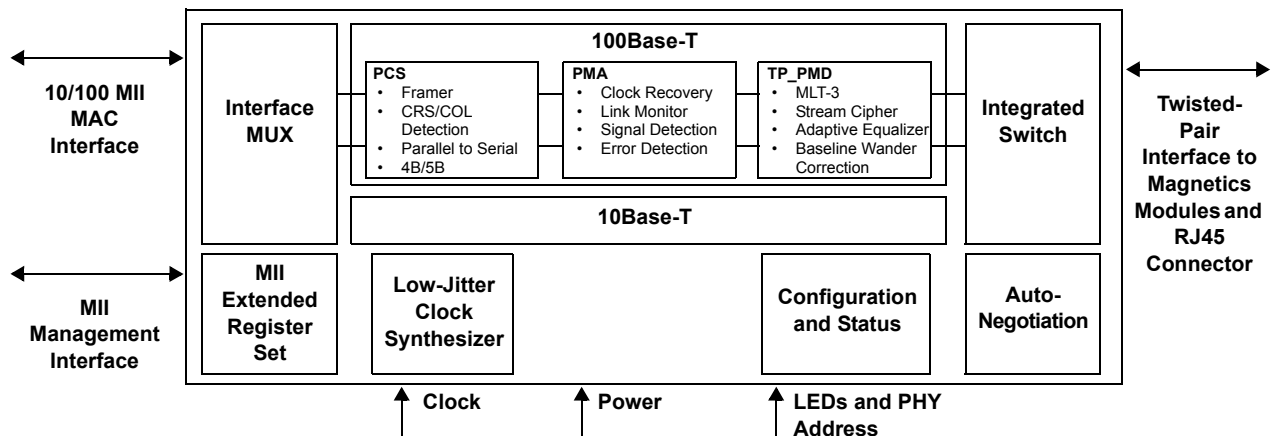 10/100 MII
MAC
Interface
MII
Management
Interface
Interface
MUX
100Base-T
PCS
• Framer
• CRS/COL
Detection
• Parallel to Serial
• 4B/5B
PMA
• Clock Recovery
• Link Monitor
• Signal Detection
• Error Detection
TP_PMD
• MLT-3
• Stream Cipher
• Adaptive Equalizer
• Baseline Wander
Correction
10Base-T
Integrated
Switch
MII
Extended
Register
Set
Low-Jitter
Clock
Synthesizer
Configuration
and Status
Auto-
Negotiation
Twisted-
Pair
Interface to
Magnetics
Modules and
RJ45
Connector
Clock
Power
LEDs and PHY
Address